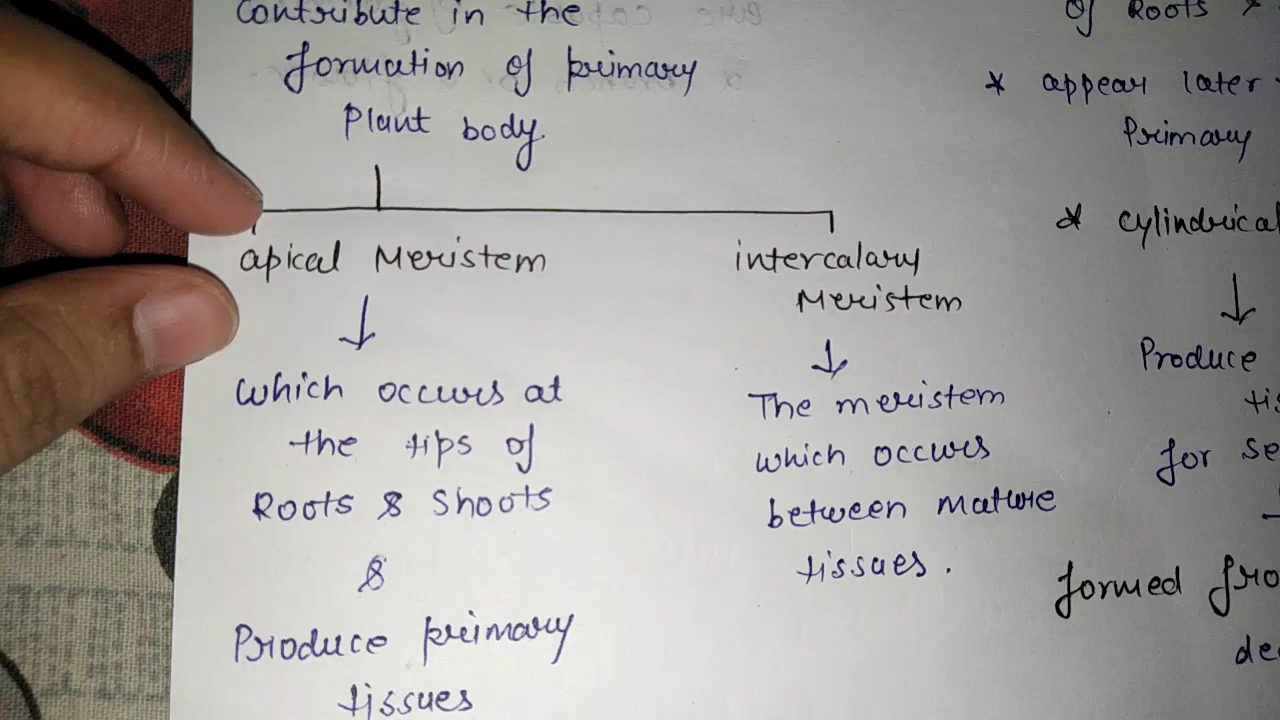 Contribute in the
formation of primary
Plant body.
apical Meristem
which occurs at
the tips of
Roots & Shoots
&
Produce primary
tissues
intercalary
Meristem
The meristem
which occurs
between mature
tissues.
of Roots
* appear later
Primary
* cylindrical
Produce
for
formed